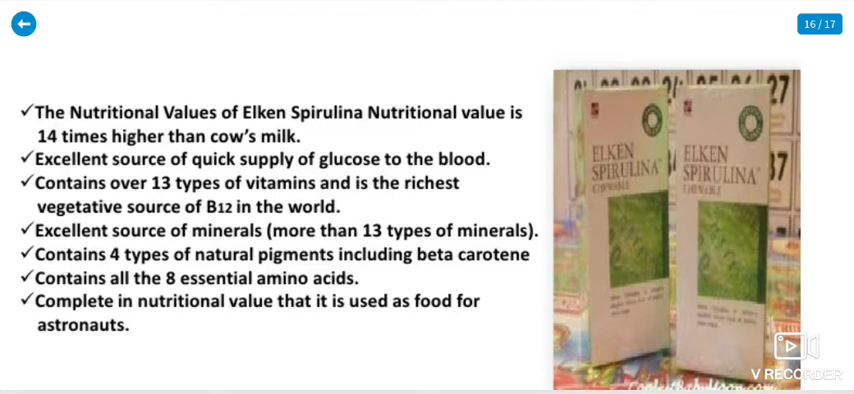 16 / 17
✓The Nutritional Values of Elken Spirulina Nutritional value is
14 times higher than cow's milk.
✓Excellent source of quick supply of glucose to the blood.
✓Contains over 13 types of vitamins and is the richest
vegetative source of B12 in the world.
✓Excellent source of minerals (more than 13 types of minerals).
✓Contains 4 types of natural pigments including beta carotene
✓Contains all the 8 essential amino acids.
✓Complete in nutritional value that it is used as food for
astronauts.
27
37
ELKEN
SPIRULINA
CHEWABLE
ELKEN
SPIRULINA
CHEWABLE
V RECORDER